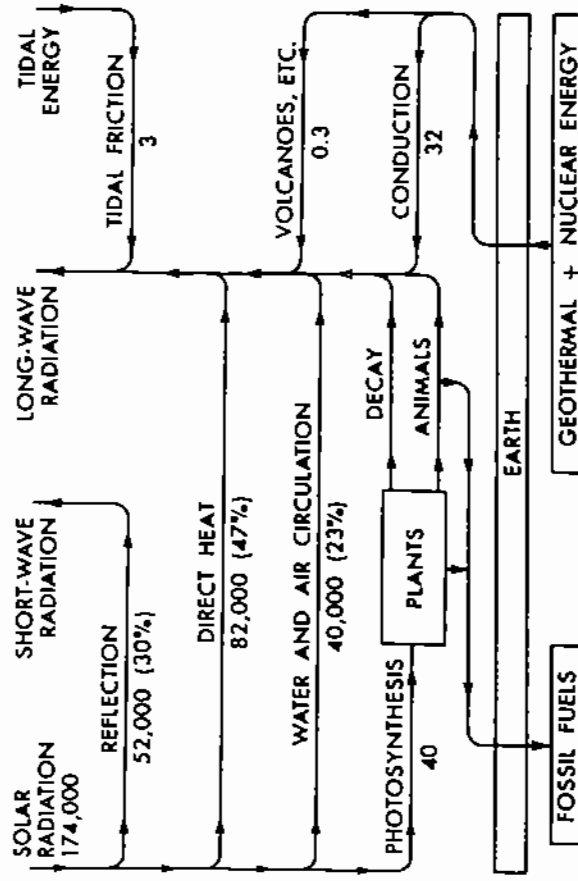 SOLAR
RADIATION
174,000
SHORT-WAVE
RADIATION
LONG-WAVE
RADIATION
TIDAL
ENERGY
REFLECTION
52,000 (30%)
TIDAL FRICTION
3
DIRECT HEAT
82,000 (47%)
VOLCANOES, ETC.
0.3
WATER AND AIR CIRCULATION
40,000 (23%)
CONDUCTION
32
PHOTOSYNTHESIS
40
PLANTS
DECAY
ANIMALS
EARTH
FOSSIL FUELS
GEOTHERMAL + NUCLEAR ENERGY